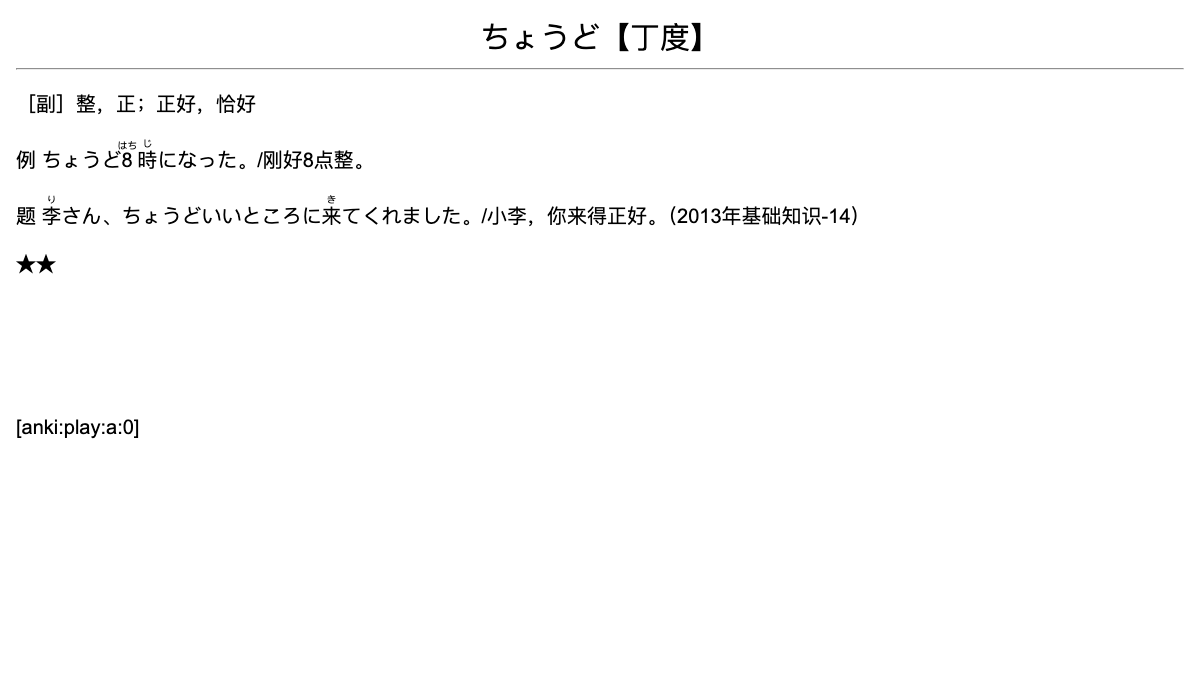 ちょうど【丁度】
［副］整，正；正好，恰好
はち じ
例 ちょうど8時になった。/刚好8点整。
り き
题 李さん、ちょうどいいところに来てくれました。/小李，你来得正好。（2013年基础知识-14）
★★
[anki:play:a:0]